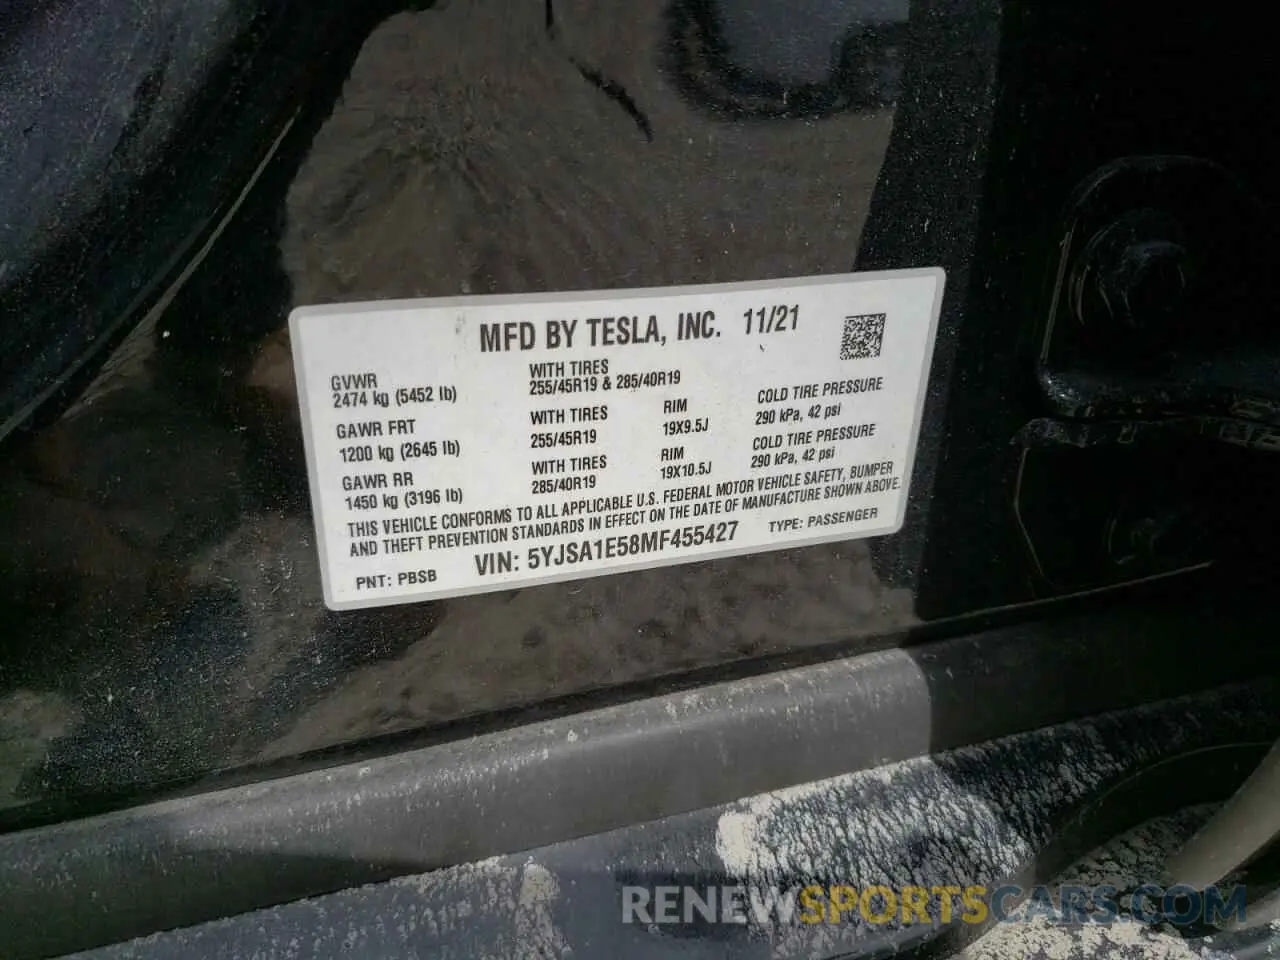 MFD BY TESLA, INC. 11/21
GVWR
2474 kg (5452 lb)
WITH TIRES
255/45R19 & 285/40R19
GAWR FRT
1200 kg (2645 lb)
WITH TIRES
255/45R19
RIM
19X9.5J
COLD TIRE PRESSURE
290 kPa, 42 psi
GAWR RR
1450 kg (3196 lb)
WITH TIRES
285/40R19
RIM
19X10.5J
COLD TIRE PRESSURE
290 kPa, 42 psi
THIS VEHICLE CONFORMS TO ALL APPLICABLE U.S. FEDERAL MOTOR VEHICLE SAFETY, BUMPER
AND THEFT PREVENTION STANDARDS IN EFFECT ON THE DATE OF MANUFACTURE SHOWN ABOVE.
PNT: PBSB VIN: 5YJSA1E58MF455427 TYPE: PASSENGER
RENEWSPORTSCARS.COM